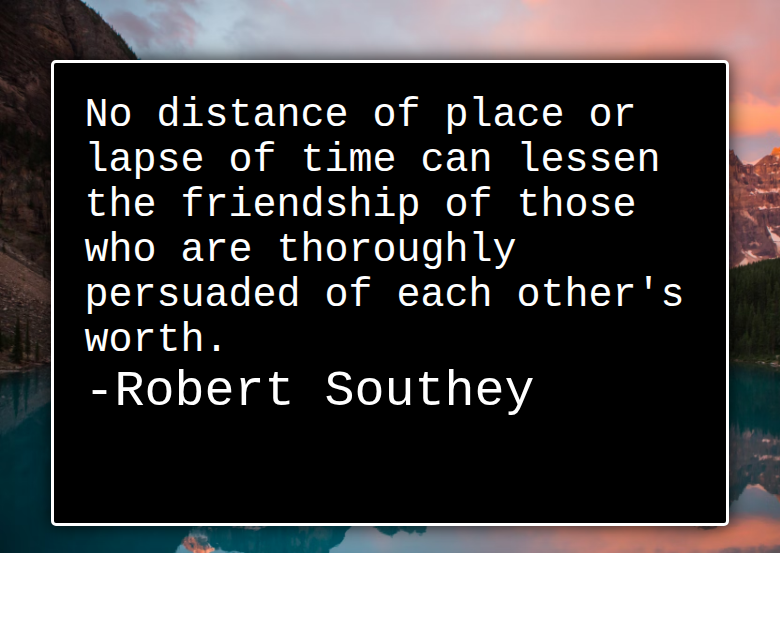 No distance of place or
lapse of time can lessen
the friendship of those
who are thoroughly
persuaded of each other's
worth.
-Robert Southey